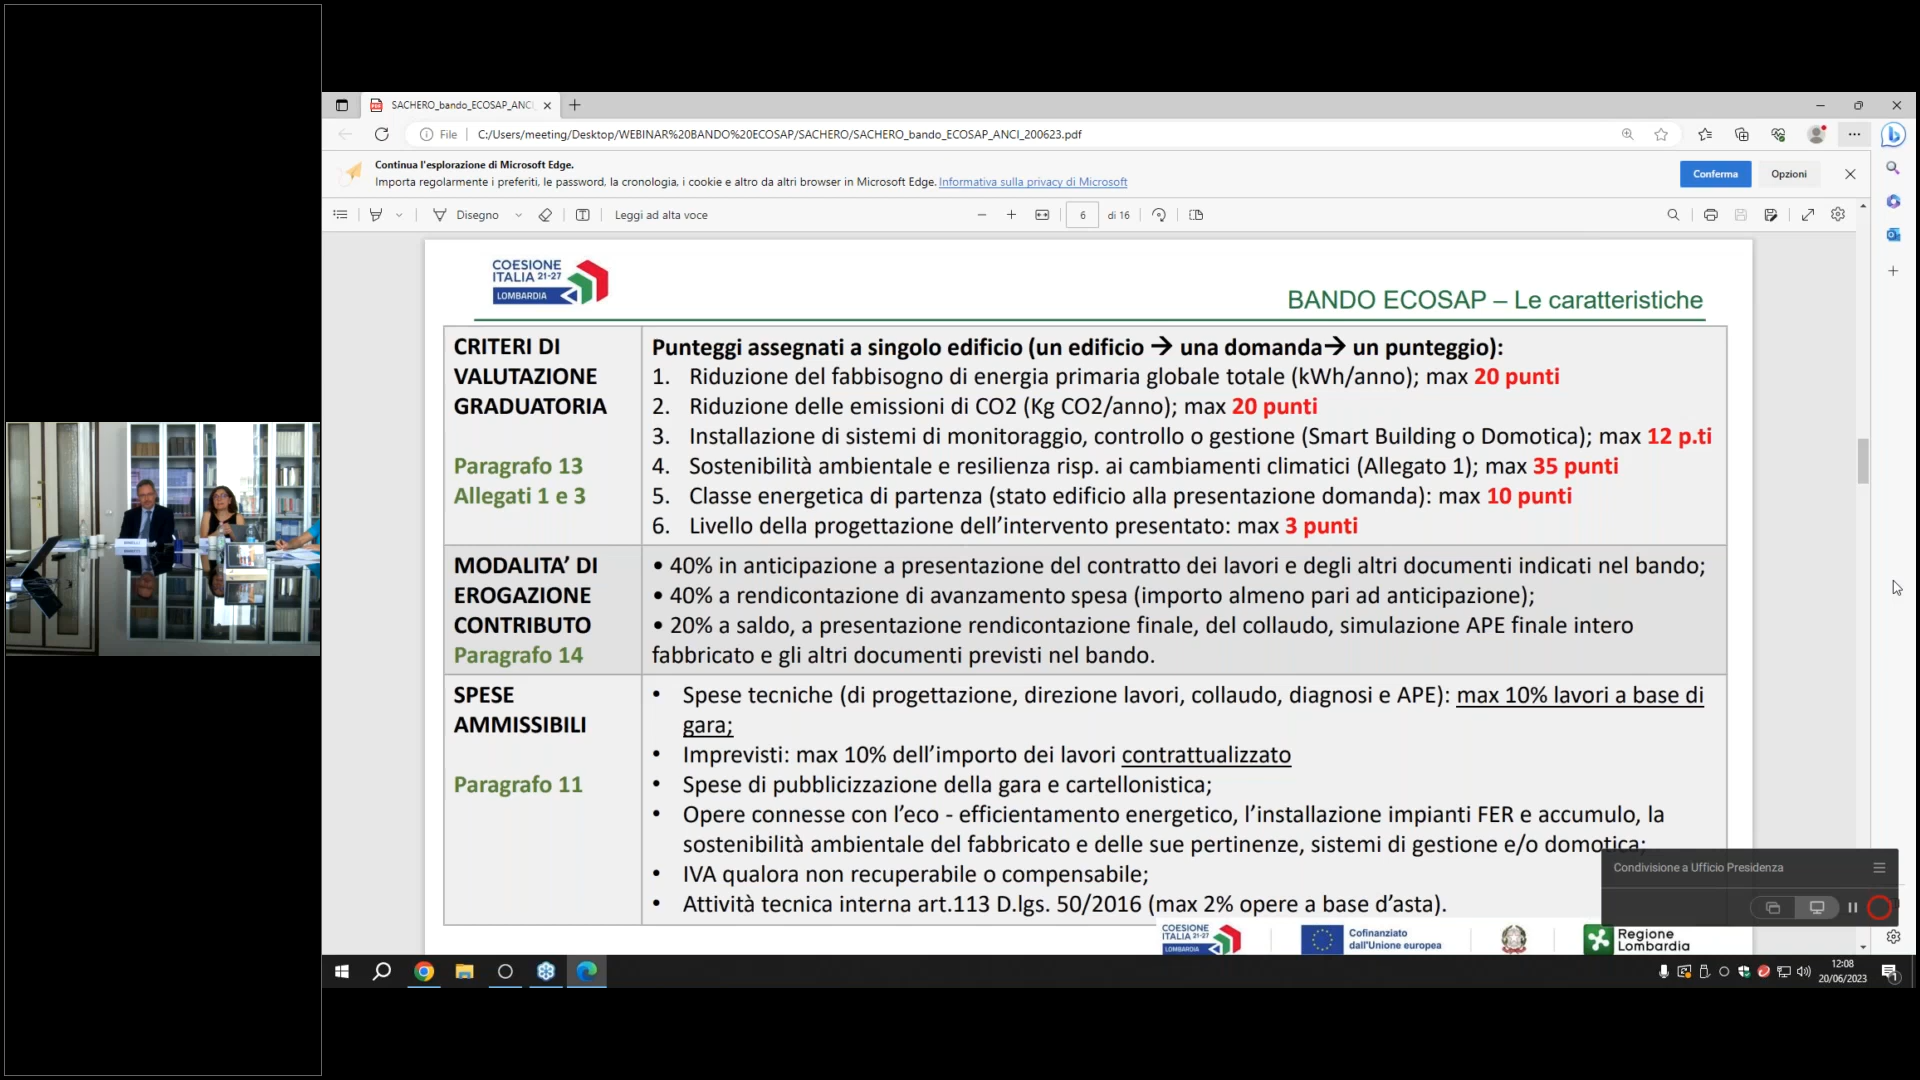 SACHERO_bando_ECOSAP_ANCI_
File
C:/Users/meeting/Desktop/WEBINAR%20BANDO%20ECOSAP/SACHERO/SACHERO_bando_ECOSAP_ANCI_200623.pdf
Continua l'esplorazione di Microsoft Edge.
Importa regolarmente i preferiti, le password, la cronologia, i cookie e altro da altri browser in Microsoft Edge. Informativa sulla privacy di Microsoft
Conferma
Opzioni
Disegno
Leggi ad alta voce
6 di 16
COESIONE
ITALIA 21-27
LOMBARDIA
BANDO ECOSAP – Le caratteristiche
CRITERI DI
VALUTAZIONE
GRADUATORIA
Paragrafo 13
Allegati 1 e 3
Punteggi assegnati a singolo edificio (un edificio → una domanda→ un punteggio):
1. Riduzione del fabbisogno di energia primaria globale totale (kWh/anno); max 20 punti
2. Riduzione delle emissioni di CO2 (Kg CO2/anno); max 20 punti
3. Installazione di sistemi di monitoraggio, controllo o gestione (Smart Building o Domotica); max 12 p.ti
4. Sostenibilità ambientale e resilienza risp. ai cambiamenti climatici (Allegato 1); max 35 punti
5. Classe energetica di partenza (stato edificio alla presentazione domanda): max 10 punti
6. Livello della progettazione dell'intervento presentato: max 3 punti
MODALITA' DI
EROGAZIONE
CONTRIBUTO
Paragrafo 14
• 40% in anticipazione a presentazione del contratto dei lavori e degli altri documenti indicati nel bando;
• 40% a rendicontazione di avanzamento spesa (importo almeno pari ad anticipazione);
• 20% a saldo, a presentazione rendicontazione finale, del collaudo, simulazione APE finale intero
fabbricato e gli altri documenti previsti nel bando.
SPESE
AMMISSIBILI
Paragrafo 11
• Spese tecniche (di progettazione, direzione lavori, collaudo, diagnosi e APE): max 10% lavori a base di
gara;
• Imprevisti: max 10% dell'importo dei lavori contrattualizzato
• Spese di pubblicizzazione della gara e cartellonistica;
• Opere connesse con l'eco - efficientamento energetico, l'installazione impianti FER e accumulo, la
sostenibilità ambientale del fabbricato e delle sue pertinenze, sistemi di gestione e/o domotica;
• IVA qualora non recuperabile o compensabile;
• Attività tecnica interna art.113 D.lgs. 50/2016 (max 2% opere a base d'asta).
Condivisione a Ufficio Presidenza
COESIONE
ITALIA 21-27
LOMBARDIA
Cofinanziato
dall'Unione europea
Regione
Lombardia
12:08
20/06/2023
1